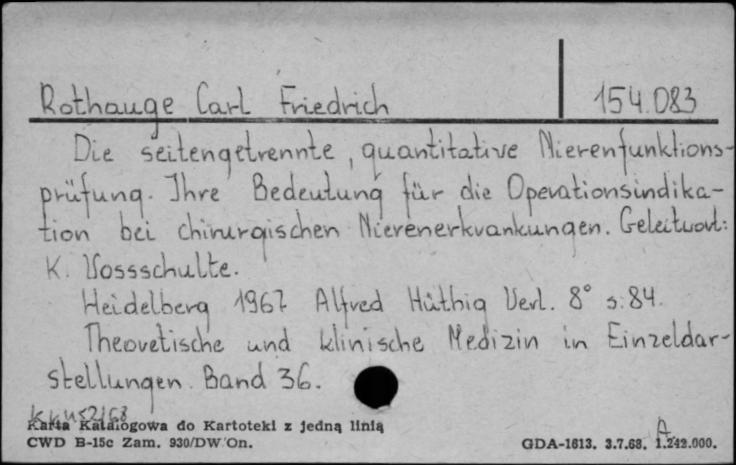 Rothauge Carl Friedrich 154.083
Die seitengetrennte, quantitative Nierenfunktions-
prüfung. Ihre Bedeutung für die Operationsindika-
tion bei chirurgischen Nierenerkrankungen. Geleitwort:
K. Vossschulte.
Heidelberg 1967 Alfred Hüthig Verl. 8° s. 84.
Theoretische und klinische Medizin in Einzeldar-
stellungen. Band 36.
Karta Katalogowa do Kartoteki z jedną linią
CWD B-15c Zam. 930/DW On. GDA-1613. 3.7.68. 1.242.000.